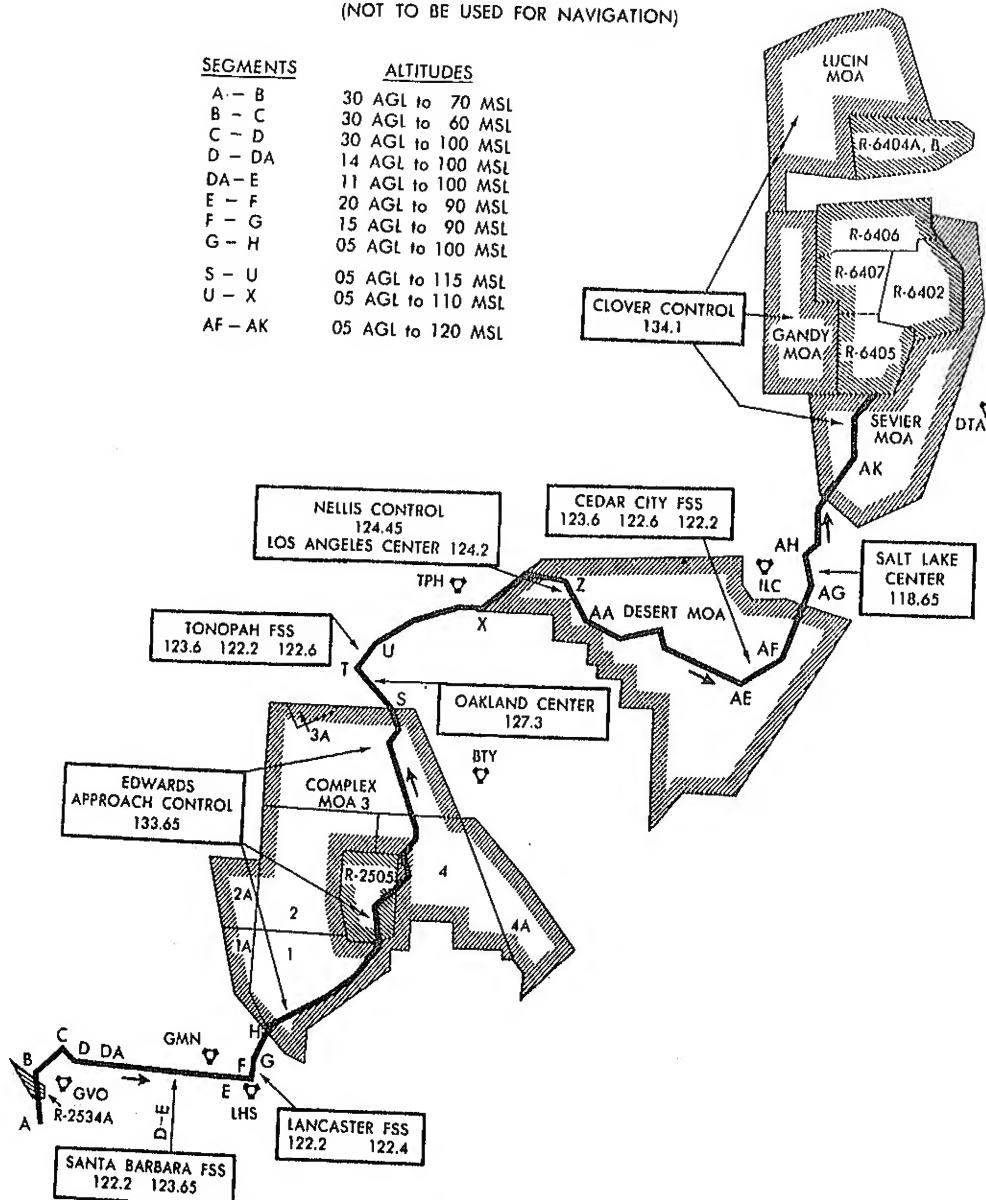 (NOT TO BE USED FOR NAVIGATION)
SEGMENTS ALTITUDES
A - B 30 AGL to 70 MSL
B - C 30 AGL to 60 MSL
C - D 30 AGL to 100 MSL
D - DA 14 AGL to 100 MSL
DA - E 11 AGL to 100 MSL
E - F 20 AGL to 90 MSL
F - G 15 AGL to 90 MSL
G - H 05 AGL to 100 MSL
S - U 05 AGL to 115 MSL
U - X 05 AGL to 110 MSL
AF - AK 05 AGL to 120 MSL
LUCIN
MOA
R-6404A, B
R-6406
R-6407
R-6402
CLOVER CONTROL
134.1
GANDY
MOA
R-6405
SEVIER
MOA
DTA
AK
NELLIS CONTROL
124.45
LOS ANGELES CENTER 124.2
CEDAR CITY FSS
123.6 122.6 122.2
AH
ILC
AG
SALT LAKE
CENTER
118.65
TPH
Z
X
AA
DESERT MOA
TONOPAH FSS
123.6 122.2 122.6
U
T
AF
AE
S
OAKLAND CENTER
127.3
3A
BTY
EDWARDS
APPROACH CONTROL
133.65
COMPLEX
MOA 3
R-2505
4
2A
2
4A
1A
1
H
C
D
DA
GMN
F
G
B
GVO
E
LHS
R-2534A
A
D-E
LANCASTER FSS
122.2 122.4
SANTA BARBARA FSS
122.2 123.65